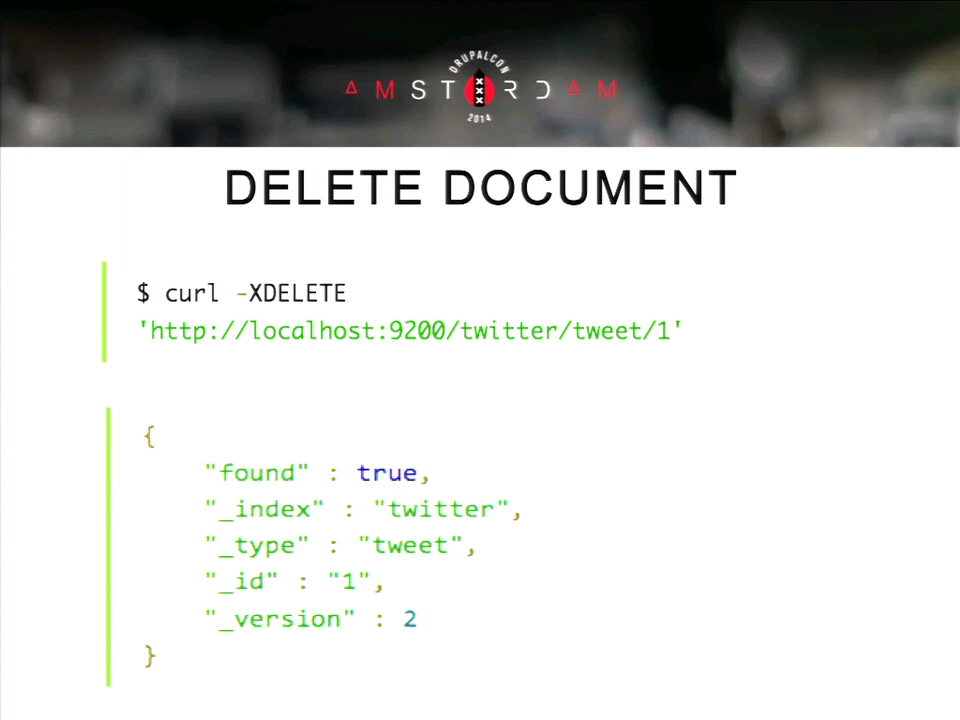 DRUPALCON
AMSTERDAM
2014
DELETE DOCUMENT
$ curl -XDELETE
'http://localhost:9200/twitter/tweet/1'
{
"found" : true,
"_index" : "twitter",
"_type" : "tweet",
"_id" : "1",
"_version" : 2
}